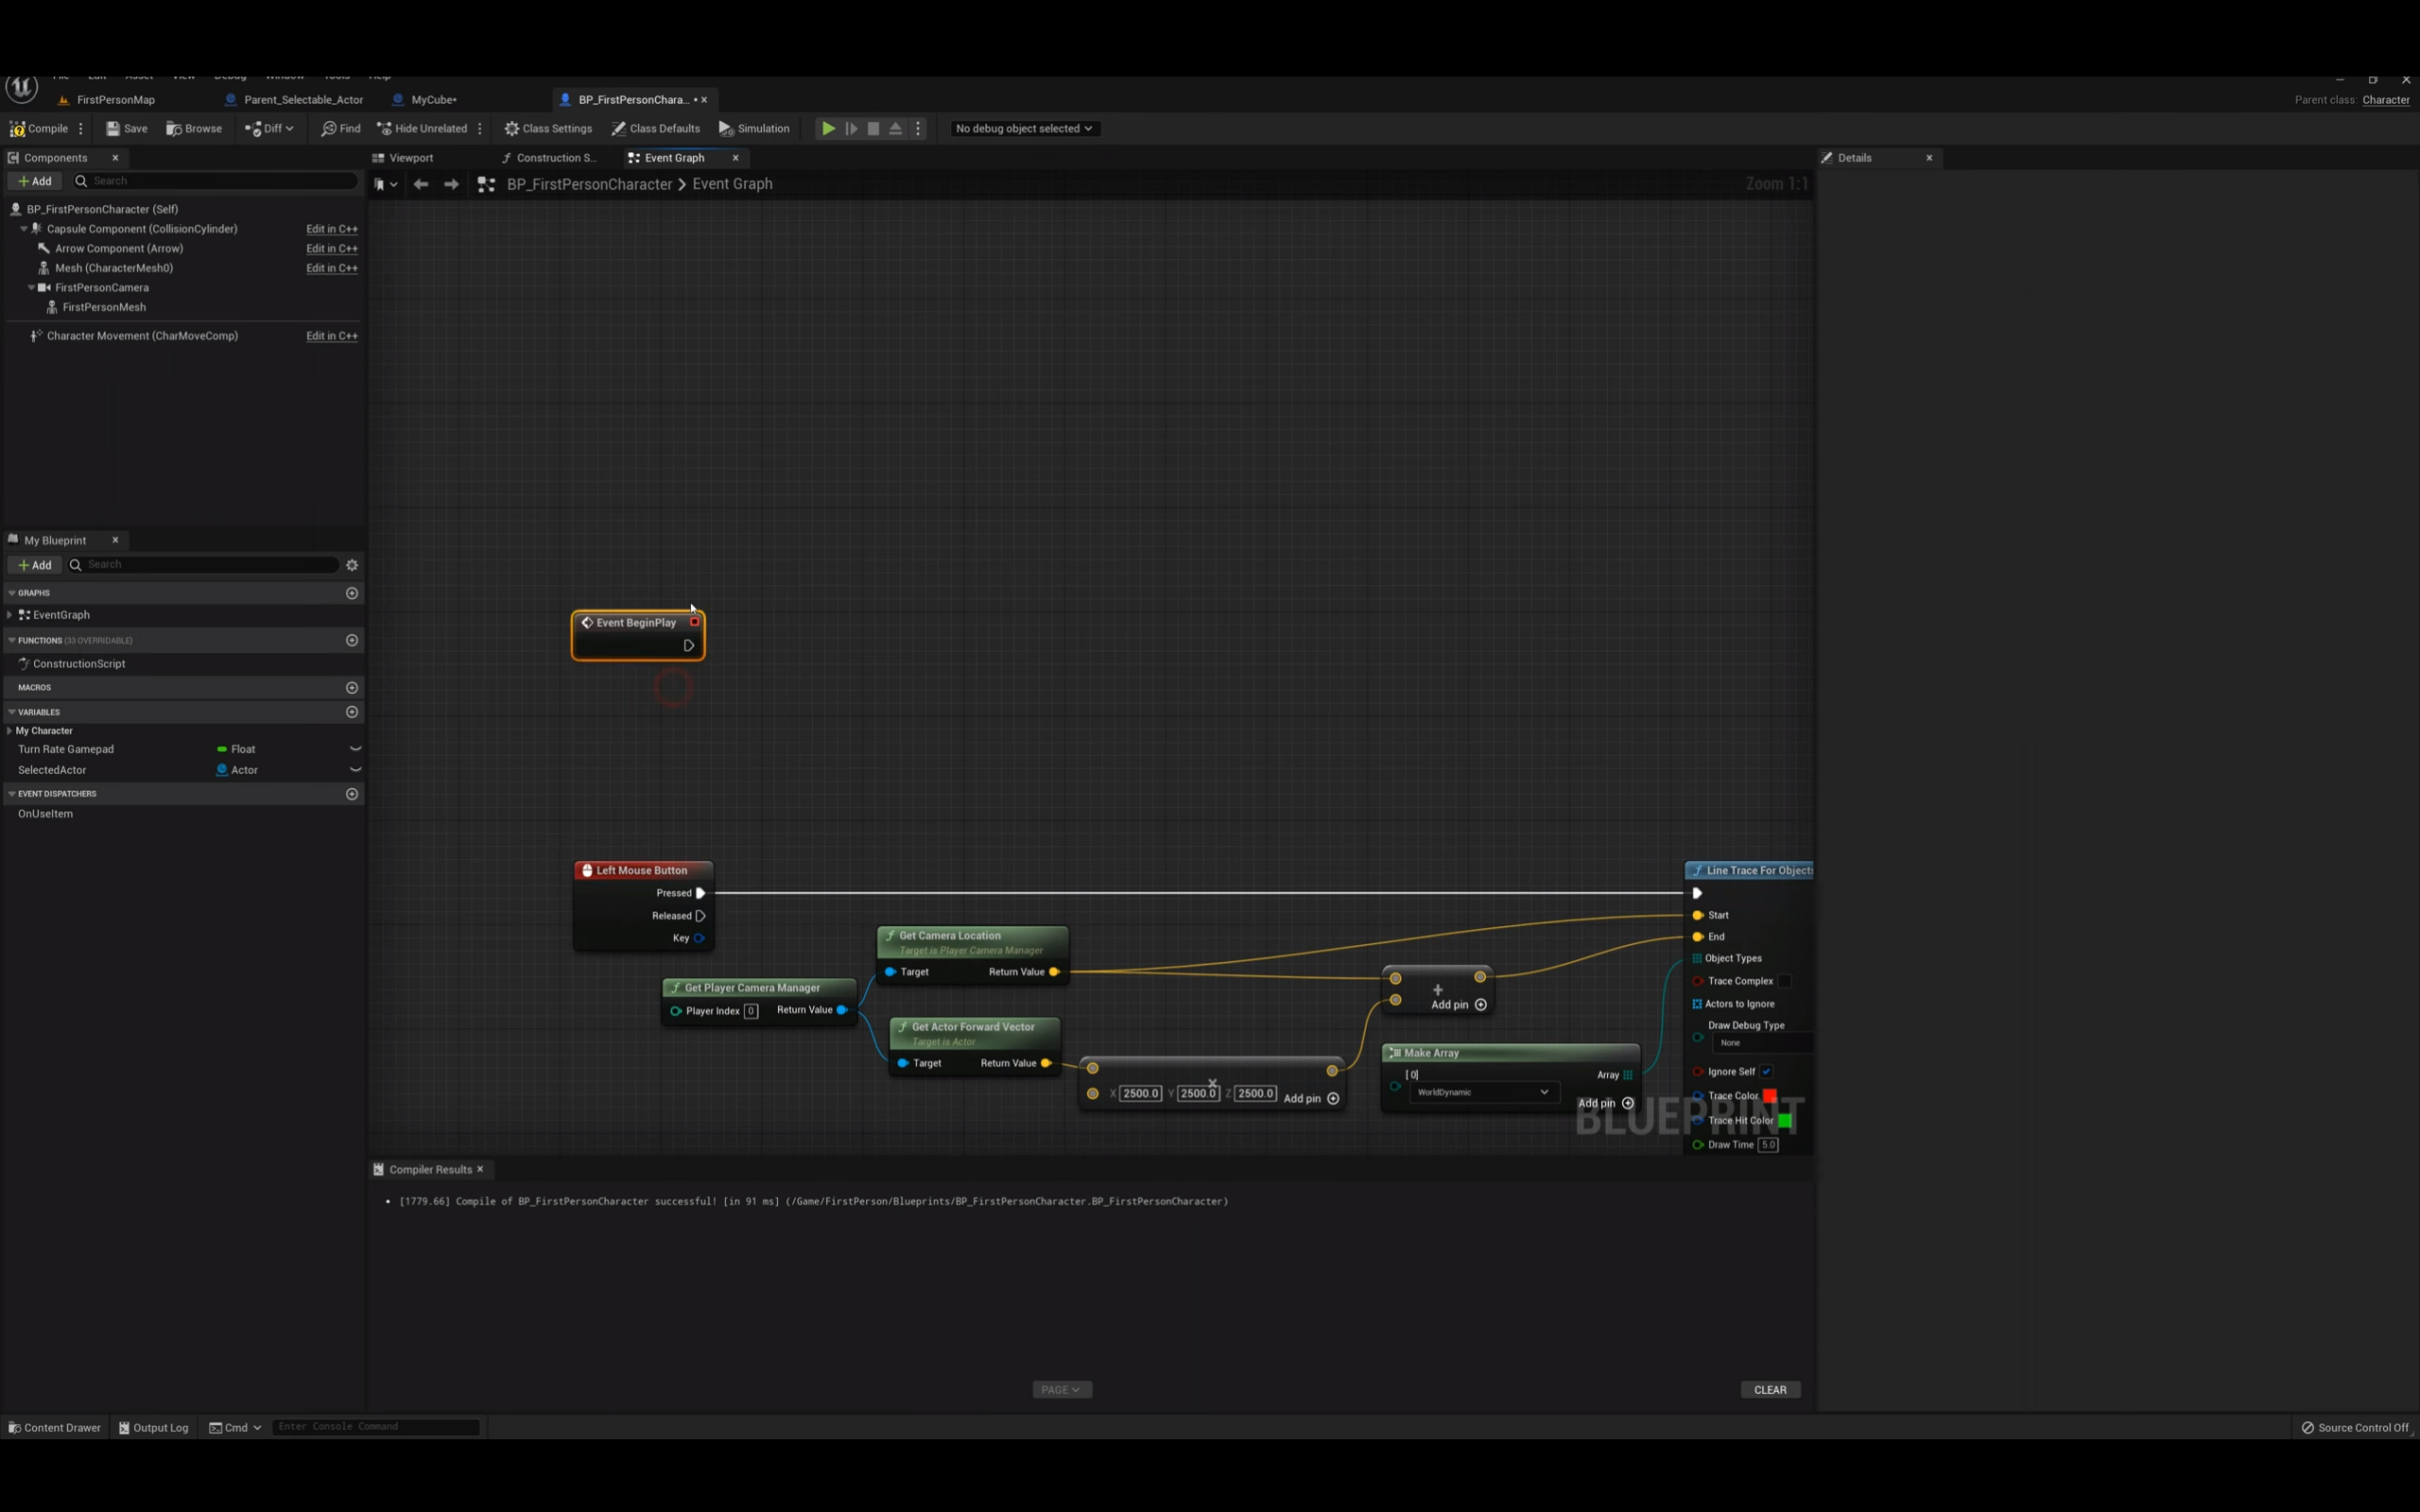 File Edit Asset View Debug Window Tools Help
FirstPersonMap Parent_Selectable_Actor MyCube• BP_FirstPersonChara... •
Parent class: Character
Compile Save Browse Diff Find Hide Unrelated Class Settings Class Defaults Simulation No debug object selected
Components
Add Search
BP_FirstPersonCharacter (Self)
Capsule Component (CollisionCylinder) Edit in C++
Arrow Component (Arrow) Edit in C++
Mesh (CharacterMesh0) Edit in C++
FirstPersonCamera
FirstPersonMesh
Character Movement (CharMoveComp) Edit in C++
My Blueprint
Add Search
GRAPHS
EventGraph
FUNCTIONS (33 OVERRIDABLE)
ConstructionScript
MACROS
VARIABLES
My Character
Turn Rate Gamepad Float
SelectedActor Actor
EVENT DISPATCHERS
OnUseItem
Viewport Construction S... Event Graph
BP_FirstPersonCharacter > Event Graph Zoom 1:1
Event BeginPlay
Left Mouse Button
Pressed
Released
Key
Get Player Camera Manager
Player Index 0 Return Value
Get Camera Location
Target is Player Camera Manager
Target Return Value
Get Actor Forward Vector
Target is Actor
Target Return Value
X 2500.0 Y 2500.0 Z 2500.0 Add pin
Add pin
Make Array
[0] Array
WorldDynamic
Add pin
Line Trace For Objects
Start
End
Object Types
Trace Complex
Actors to Ignore
Draw Debug Type
None
Ignore Self
Trace Color
Trace Hit Color
Draw Time 5.0
BLUEPRINT
Details
Compiler Results
[1779.66] Compile of BP_FirstPersonCharacter successful! [in 91 ms] (/Game/FirstPerson/Blueprints/BP_FirstPersonCharacter.BP_FirstPersonCharacter)
PAGE CLEAR
Content Drawer Output Log Cmd Enter Console Command Source Control Off